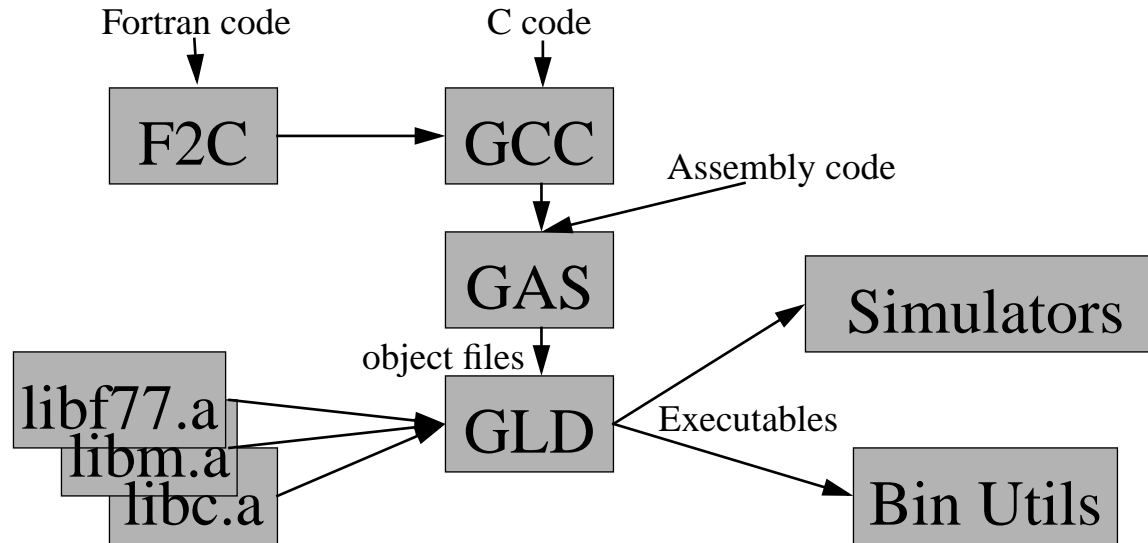 Fortran code
C code
F2C
GCC
Assembly code
GAS
Simulators
object files
libf77.a
GLD
Executables
libm.a
libc.a
Bin Utils